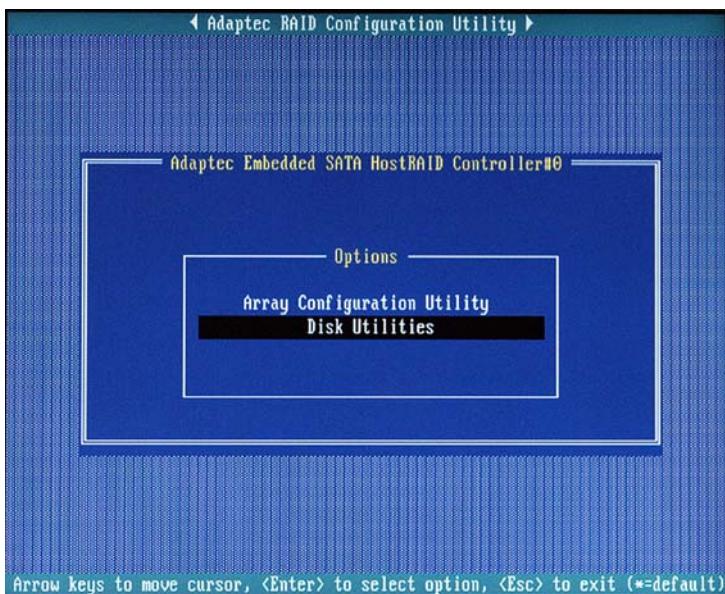 Adaptec RAID Configuration Utility
Adaptec Embedded SATA HostRAID Controller#0
Options
Array Configuration Utility
Disk Utilities
Arrow keys to move cursor, <Enter> to select option, <Esc> to exit (*=default)